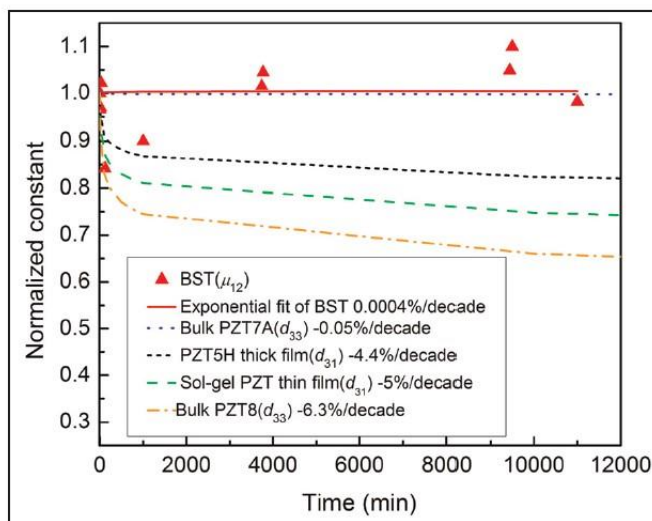 1.1
1.0
0.9
0.8
0.7
0.6
0.5
0.4
0.3
Normalized constant
BST(μ12)
Exponential fit of BST 0.0004%/decade
Bulk PZT7A(d33) -0.05%/decade
PZT5H thick film(d31) -4.4%/decade
Sol-gel PZT thin film(d31) -5%/decade
Bulk PZT8(d33) -6.3%/decade
0 2000 4000 6000 8000 10000 12000
Time (min)